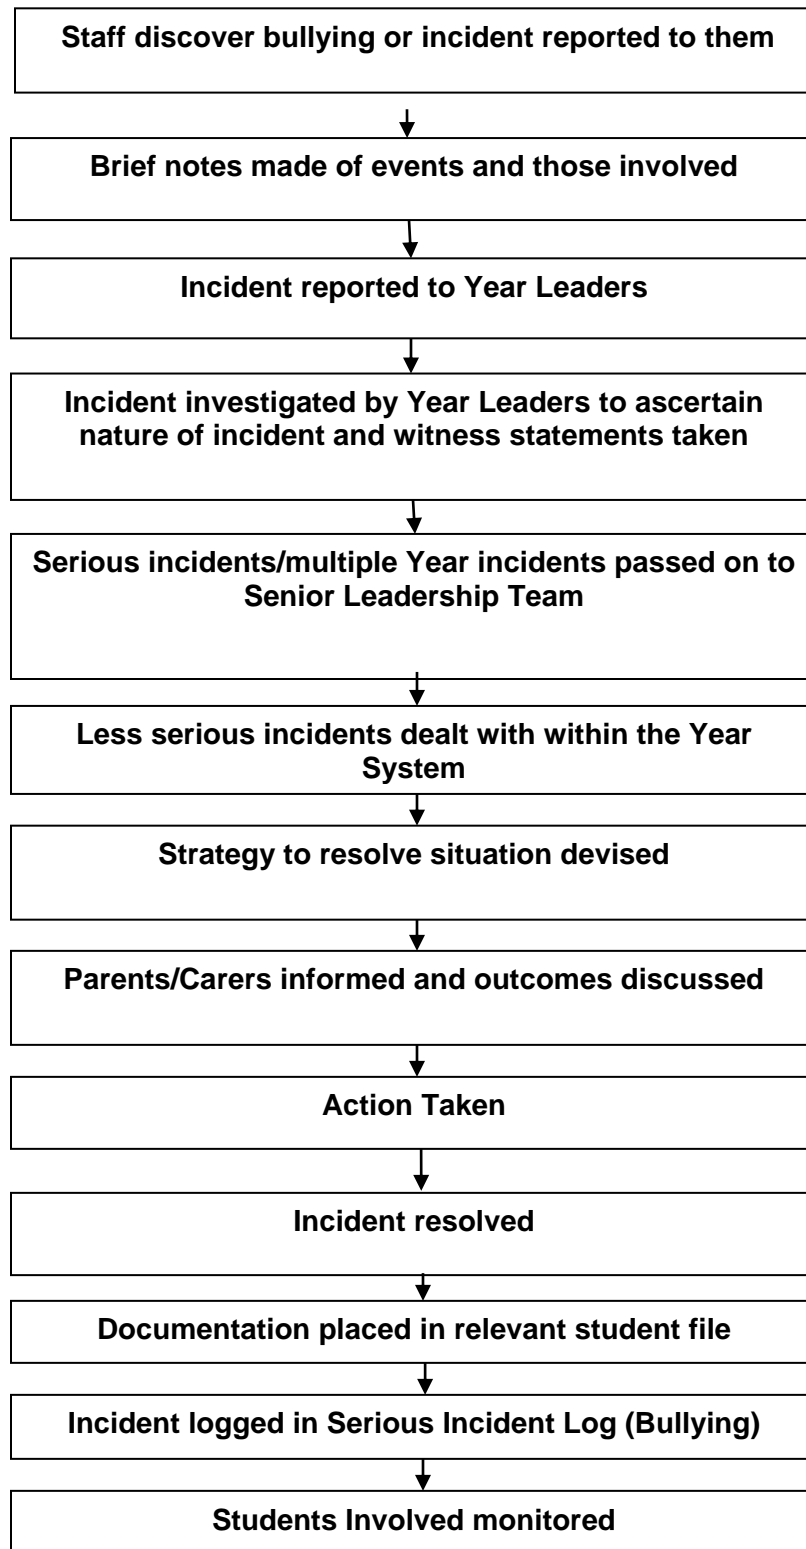 Staff discover bullying or incident reported to them
Brief notes made of events and those involved
Incident reported to Year Leaders
Incident investigated by Year Leaders to ascertain
nature of incident and witness statements taken
Serious incidents/multiple Year incidents passed on to
Senior Leadership Team
Less serious incidents dealt with within the Year
System
Strategy to resolve situation devised
Parents/Carers informed and outcomes discussed
Action Taken
Incident resolved
Documentation placed in relevant student file
Incident logged in Serious Incident Log (Bullying)
Students Involved monitored